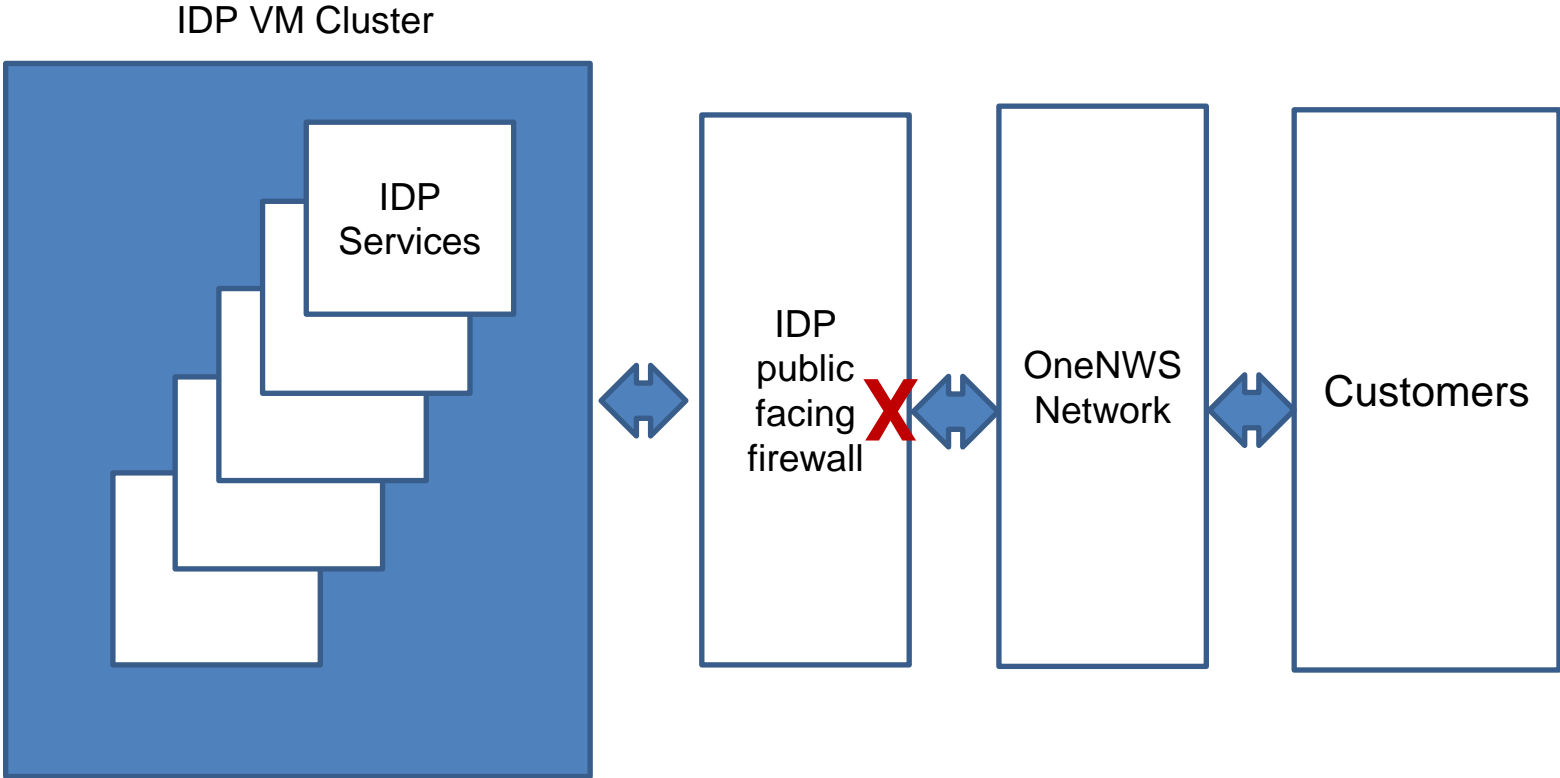 IDP VM Cluster
IDP
Services
IDP
public
facing
firewall
X
OneNWS
Network
Customers